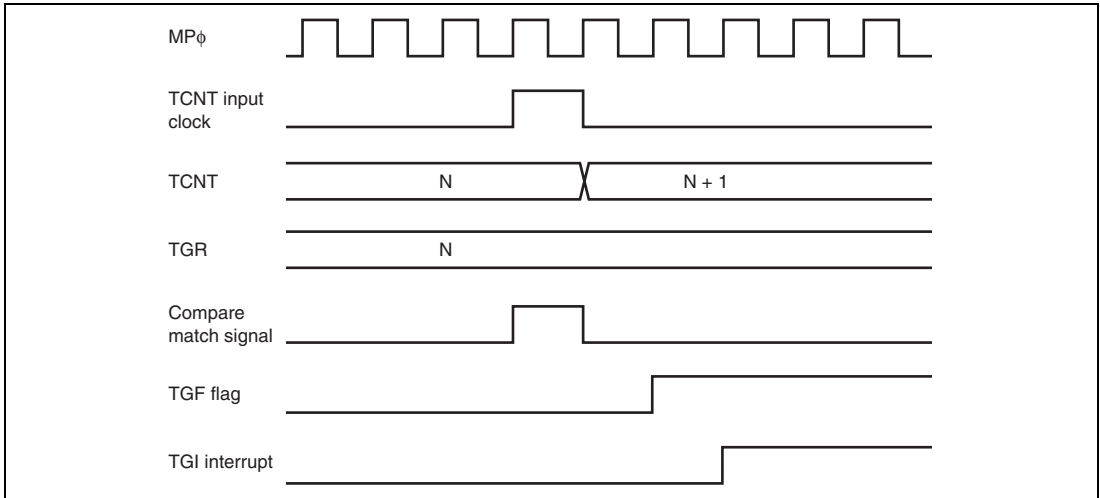 MPϕ
TCNT input
clock
TCNT
N
N + 1
TGR
N
Compare
match signal
TGF flag
TGI interrupt